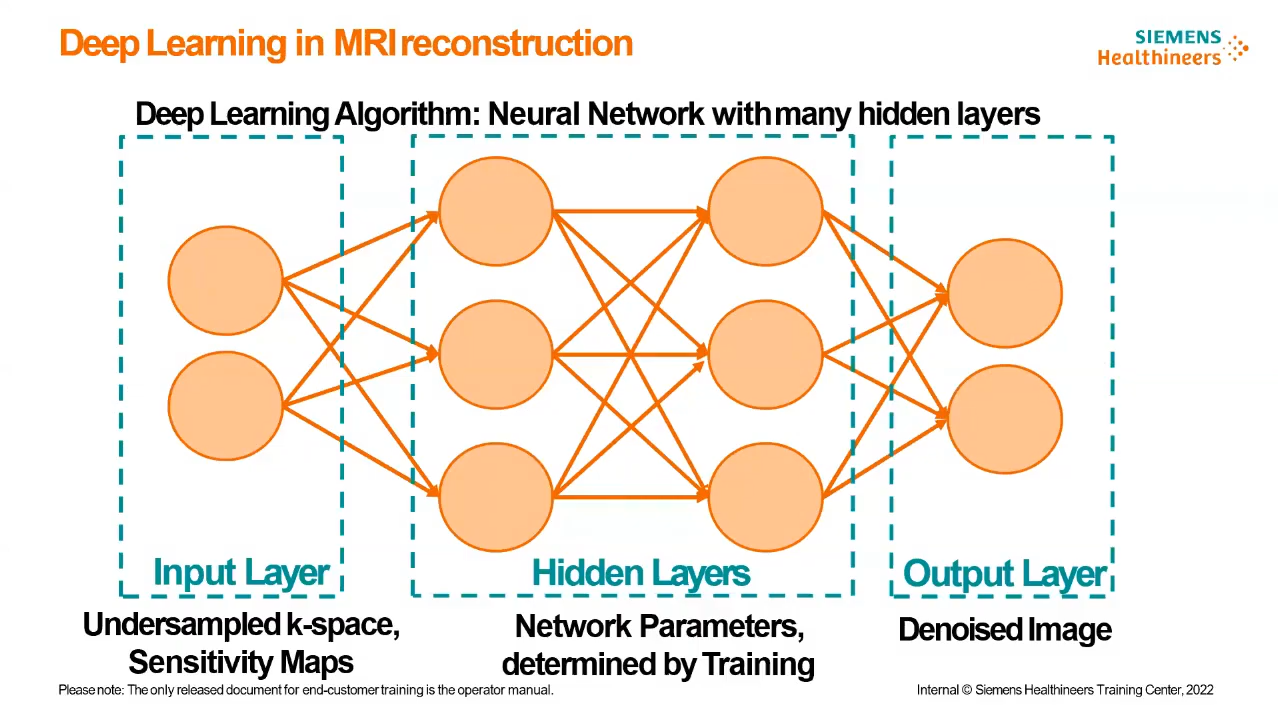 Deep Learning in MRI reconstruction
SIEMENS
Healthineers
Deep Learning Algorithm: Neural Network with many hidden layers
Input Layer
Hidden Layers
Output Layer
Undersampled k-space,
Sensitivity Maps
Network Parameters,
determined by Training
Denoised Image
Please note: The only released document for end-customer training is the operator manual.
Internal © Siemens Healthineers Training Center, 2022